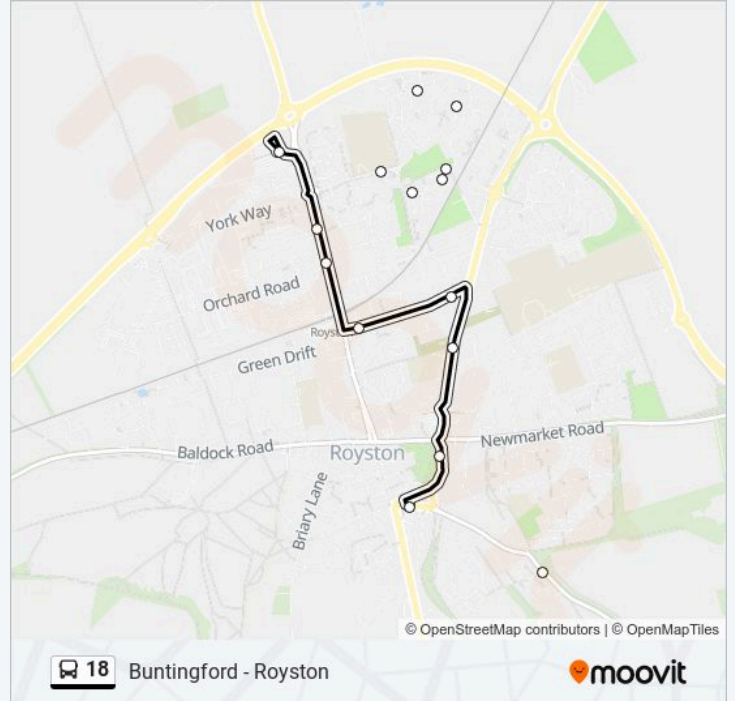 York Way
Orchard Road
Royst
Green Drift
Baldock Road
Royston
Newmarket Road
Briary Lane
© OpenStreetMap contributors | © OpenMapTiles
18 Buntingford - Royston
moovit